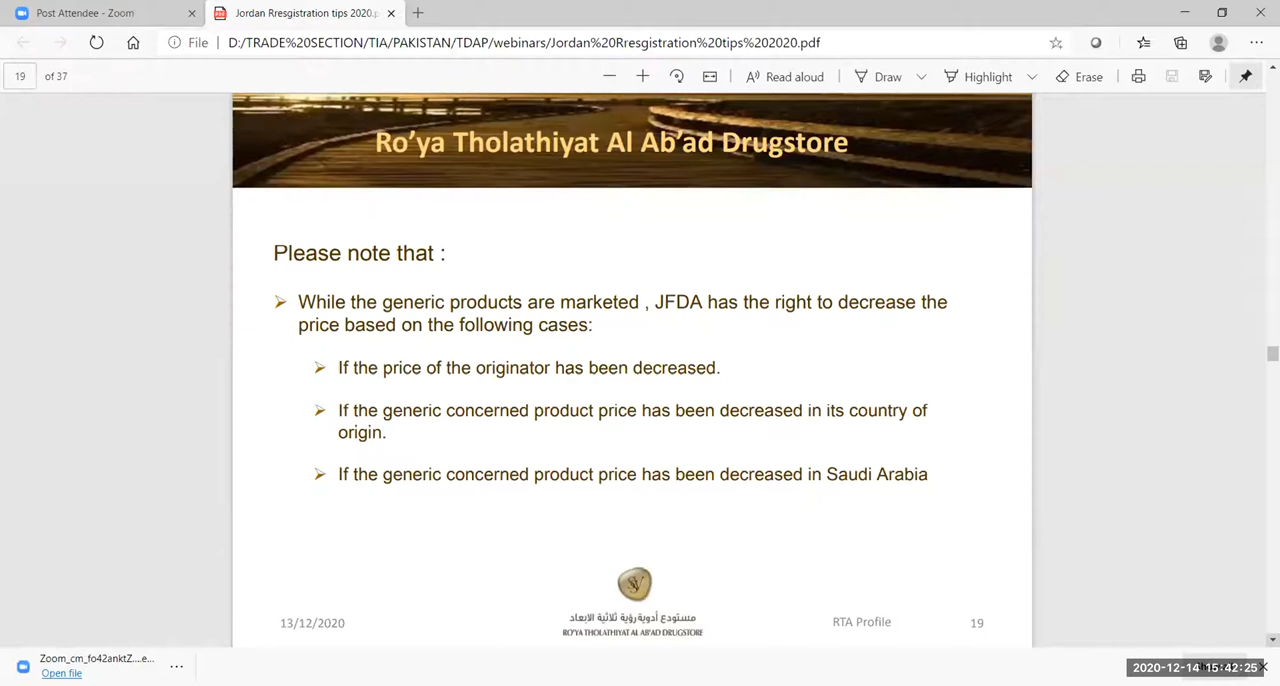 Post Attendee - Zoom
Jordan Rresgistration tips 2020.p
File
D:/TRADE%20SECTION/TIA/PAKISTAN/TDAP/webinars/Jordan%20Rresgistration%20tips%202020.pdf
19 of 37
Read aloud
Draw
Highlight
Erase
Ro’ya Tholathiyat Al Ab’ad Drugstore
Please note that :
While the generic products are marketed , JFDA has the right to decrease the
price based on the following cases:
If the price of the originator has been decreased.
If the generic concerned product price has been decreased in its country of
origin.
If the generic concerned product price has been decreased in Saudi Arabia
مستودع أدوية رؤية ثلاثية الابعاد
RO'YA THOLATHIYAT AL AB'AD DRUGSTORE
13/12/2020
RTA Profile
19
Zoom_cm_fo42anktZ....e...
Open file
2020-12-14 15:42:25